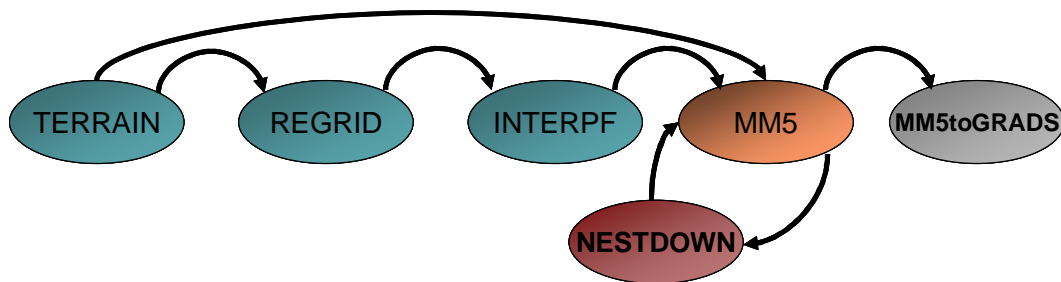 TERRAIN
REGRID
INTERPF
MM5
MM5toGRADS
NESTDOWN